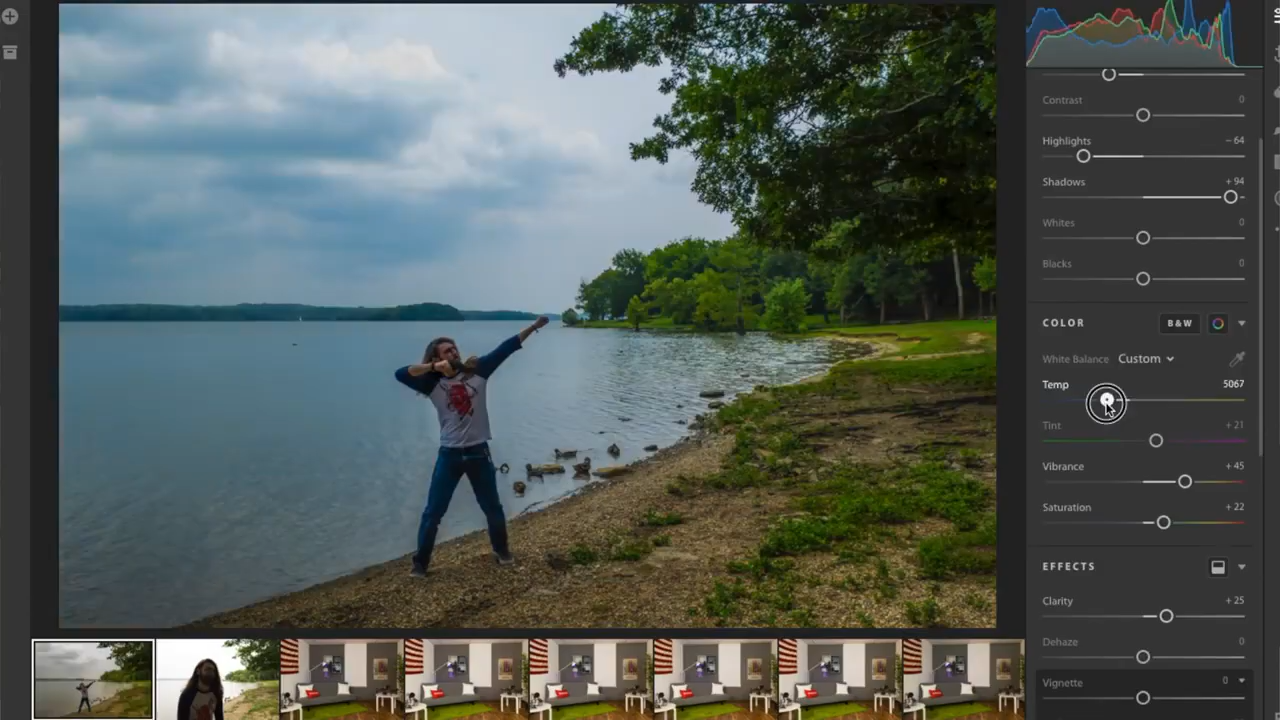 Contrast 0
Highlights – 64
Shadows + 94
Whites 0
Blacks 0
COLOR B&W
White Balance Custom
Temp 5067
Tint + 21
Vibrance + 45
Saturation + 22
EFFECTS
Clarity + 25
Dehaze 0
Vignette 0